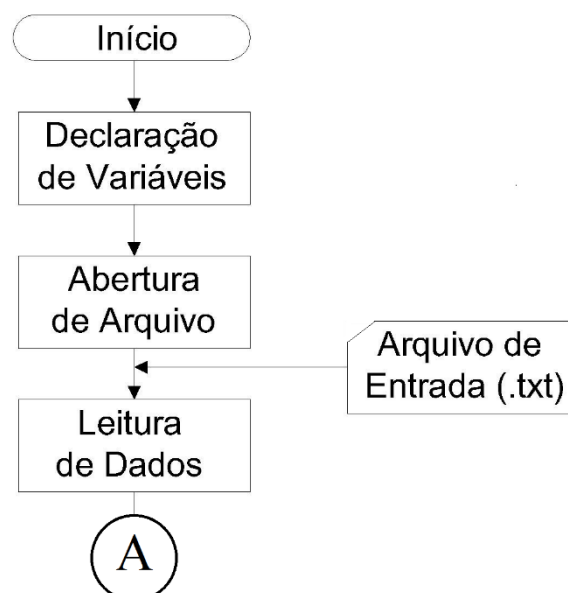 Início
Declaração
de Variáveis
Abertura
de Arquivo
Arquivo de
Entrada (.txt)
Leitura
de Dados
A